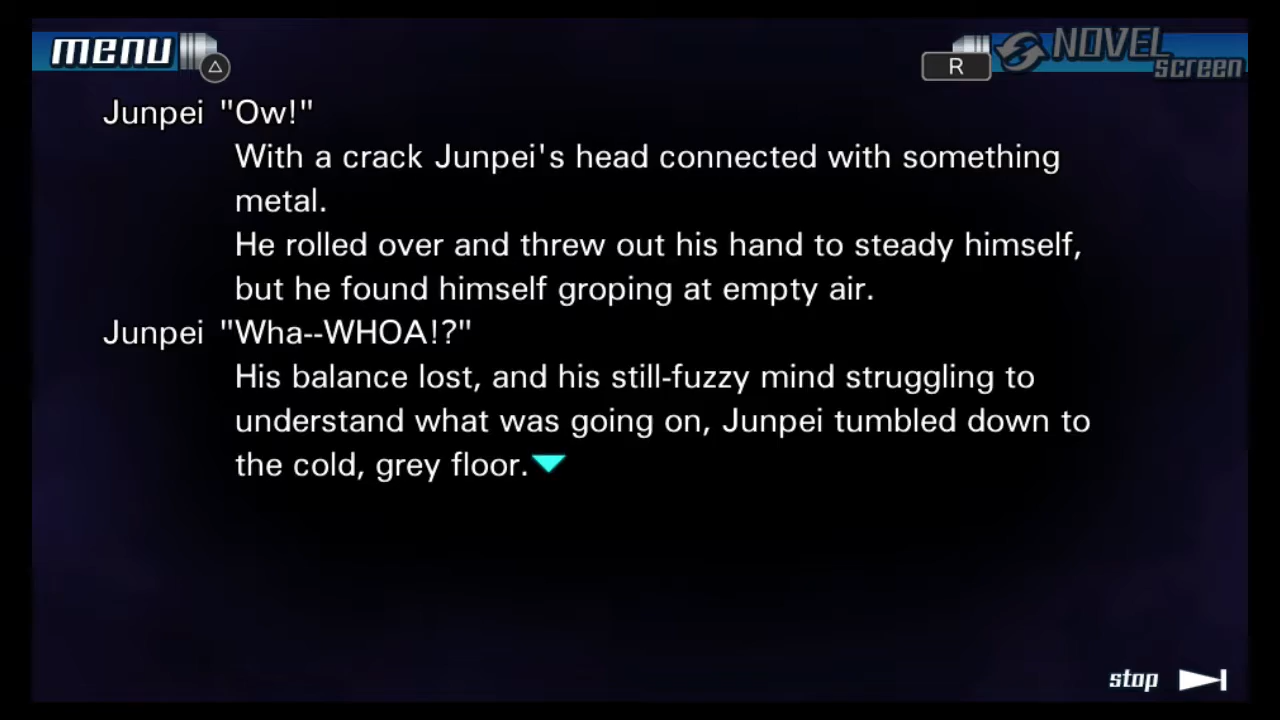 menu
R
NOVEL
screen
Junpei "Ow!"
With a crack Junpei's head connected with something
metal.
He rolled over and threw out his hand to steady himself,
but he found himself groping at empty air.
Junpei "Wha--WHOA!?"
His balance lost, and his still-fuzzy mind struggling to
understand what was going on, Junpei tumbled down to
the cold, grey floor.
stop